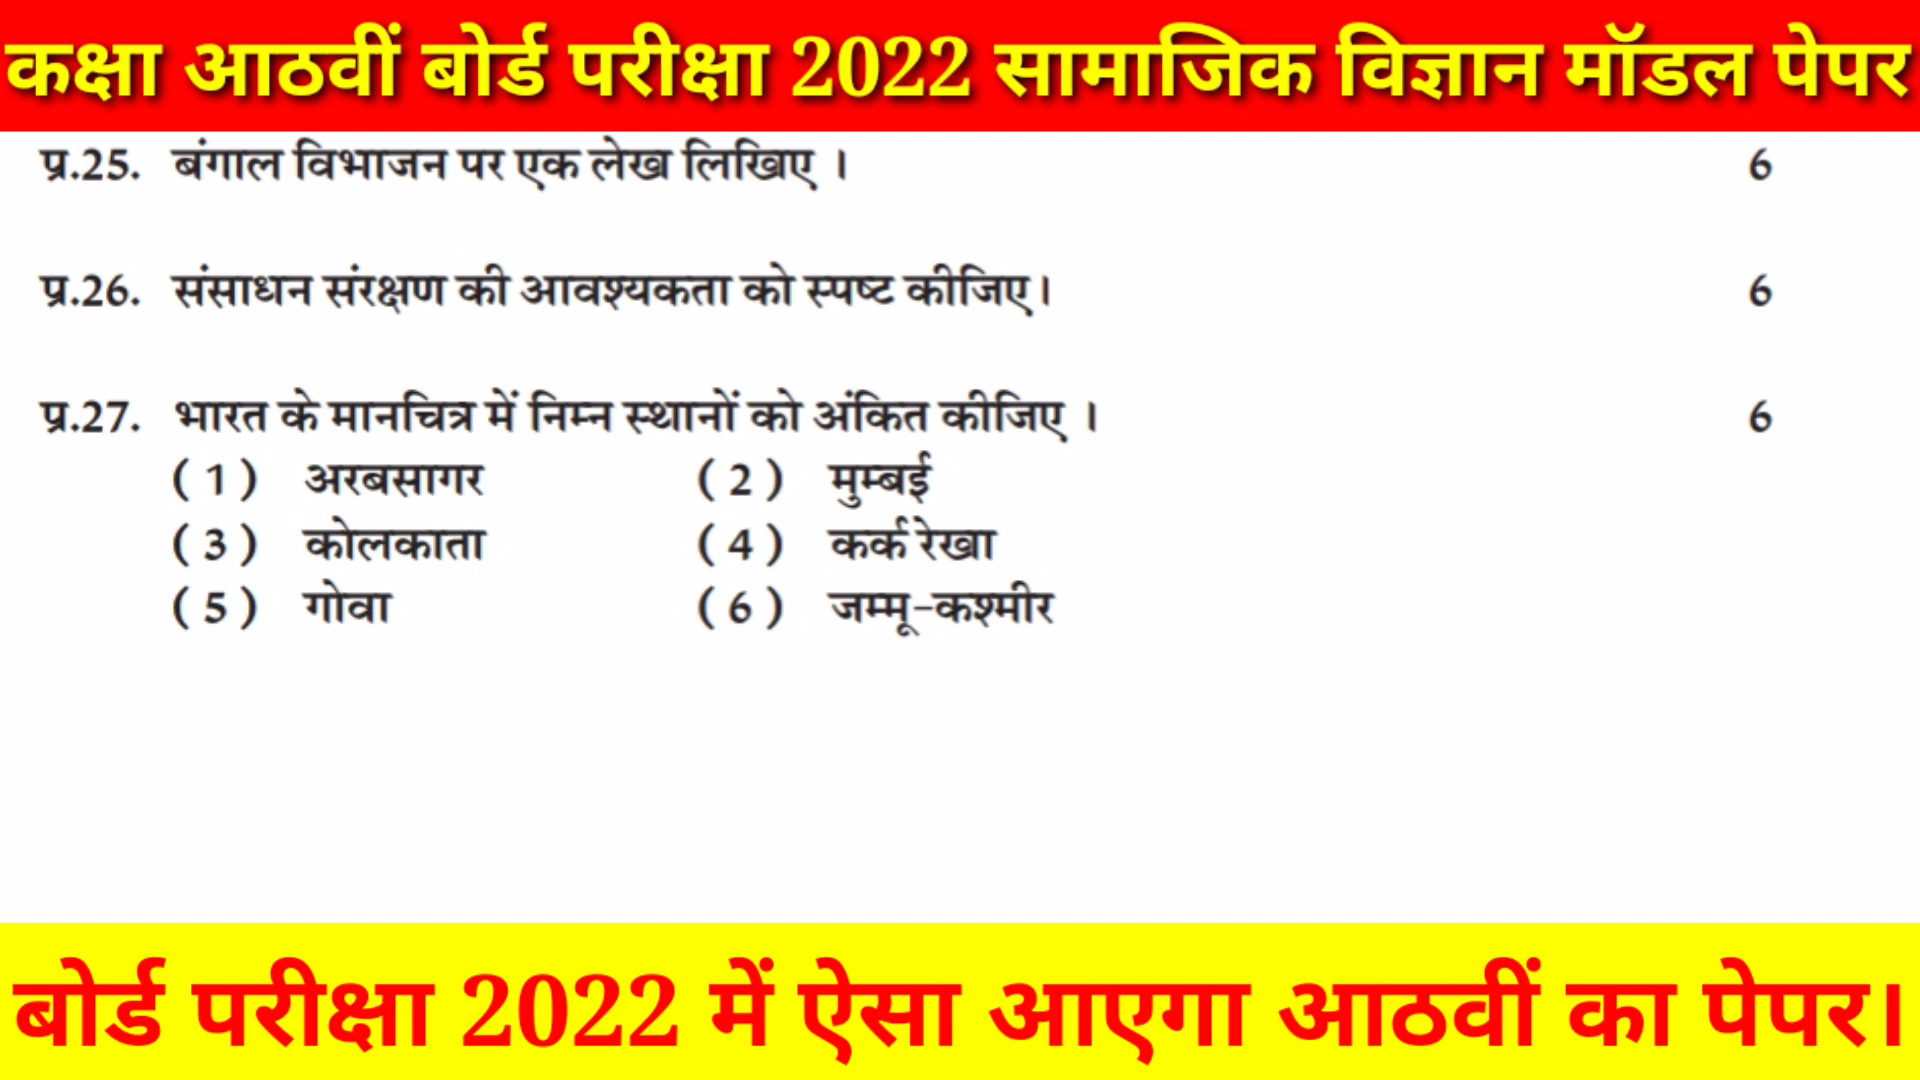 कक्षा आठवीं बोर्ड परीक्षा 2022 सामाजिक विज्ञान मॉडल पेपर
प्र.25. बंगाल विभाजन पर एक लेख लिखिए । 6
प्र.26. संसाधन संरक्षण की आवश्यकता को स्पष्ट कीजिए। 6
प्र.27. भारत के मानचित्र में निम्न स्थानों को अंकित कीजिए । 6
( 1 ) अरबसागर ( 2 ) मुम्बई
( 3 ) कोलकाता ( 4 ) कर्क रेखा
( 5 ) गोवा ( 6 ) जम्मू-कश्मीर
बोर्ड परीक्षा 2022 में ऐसा आएगा आठवीं का पेपर।